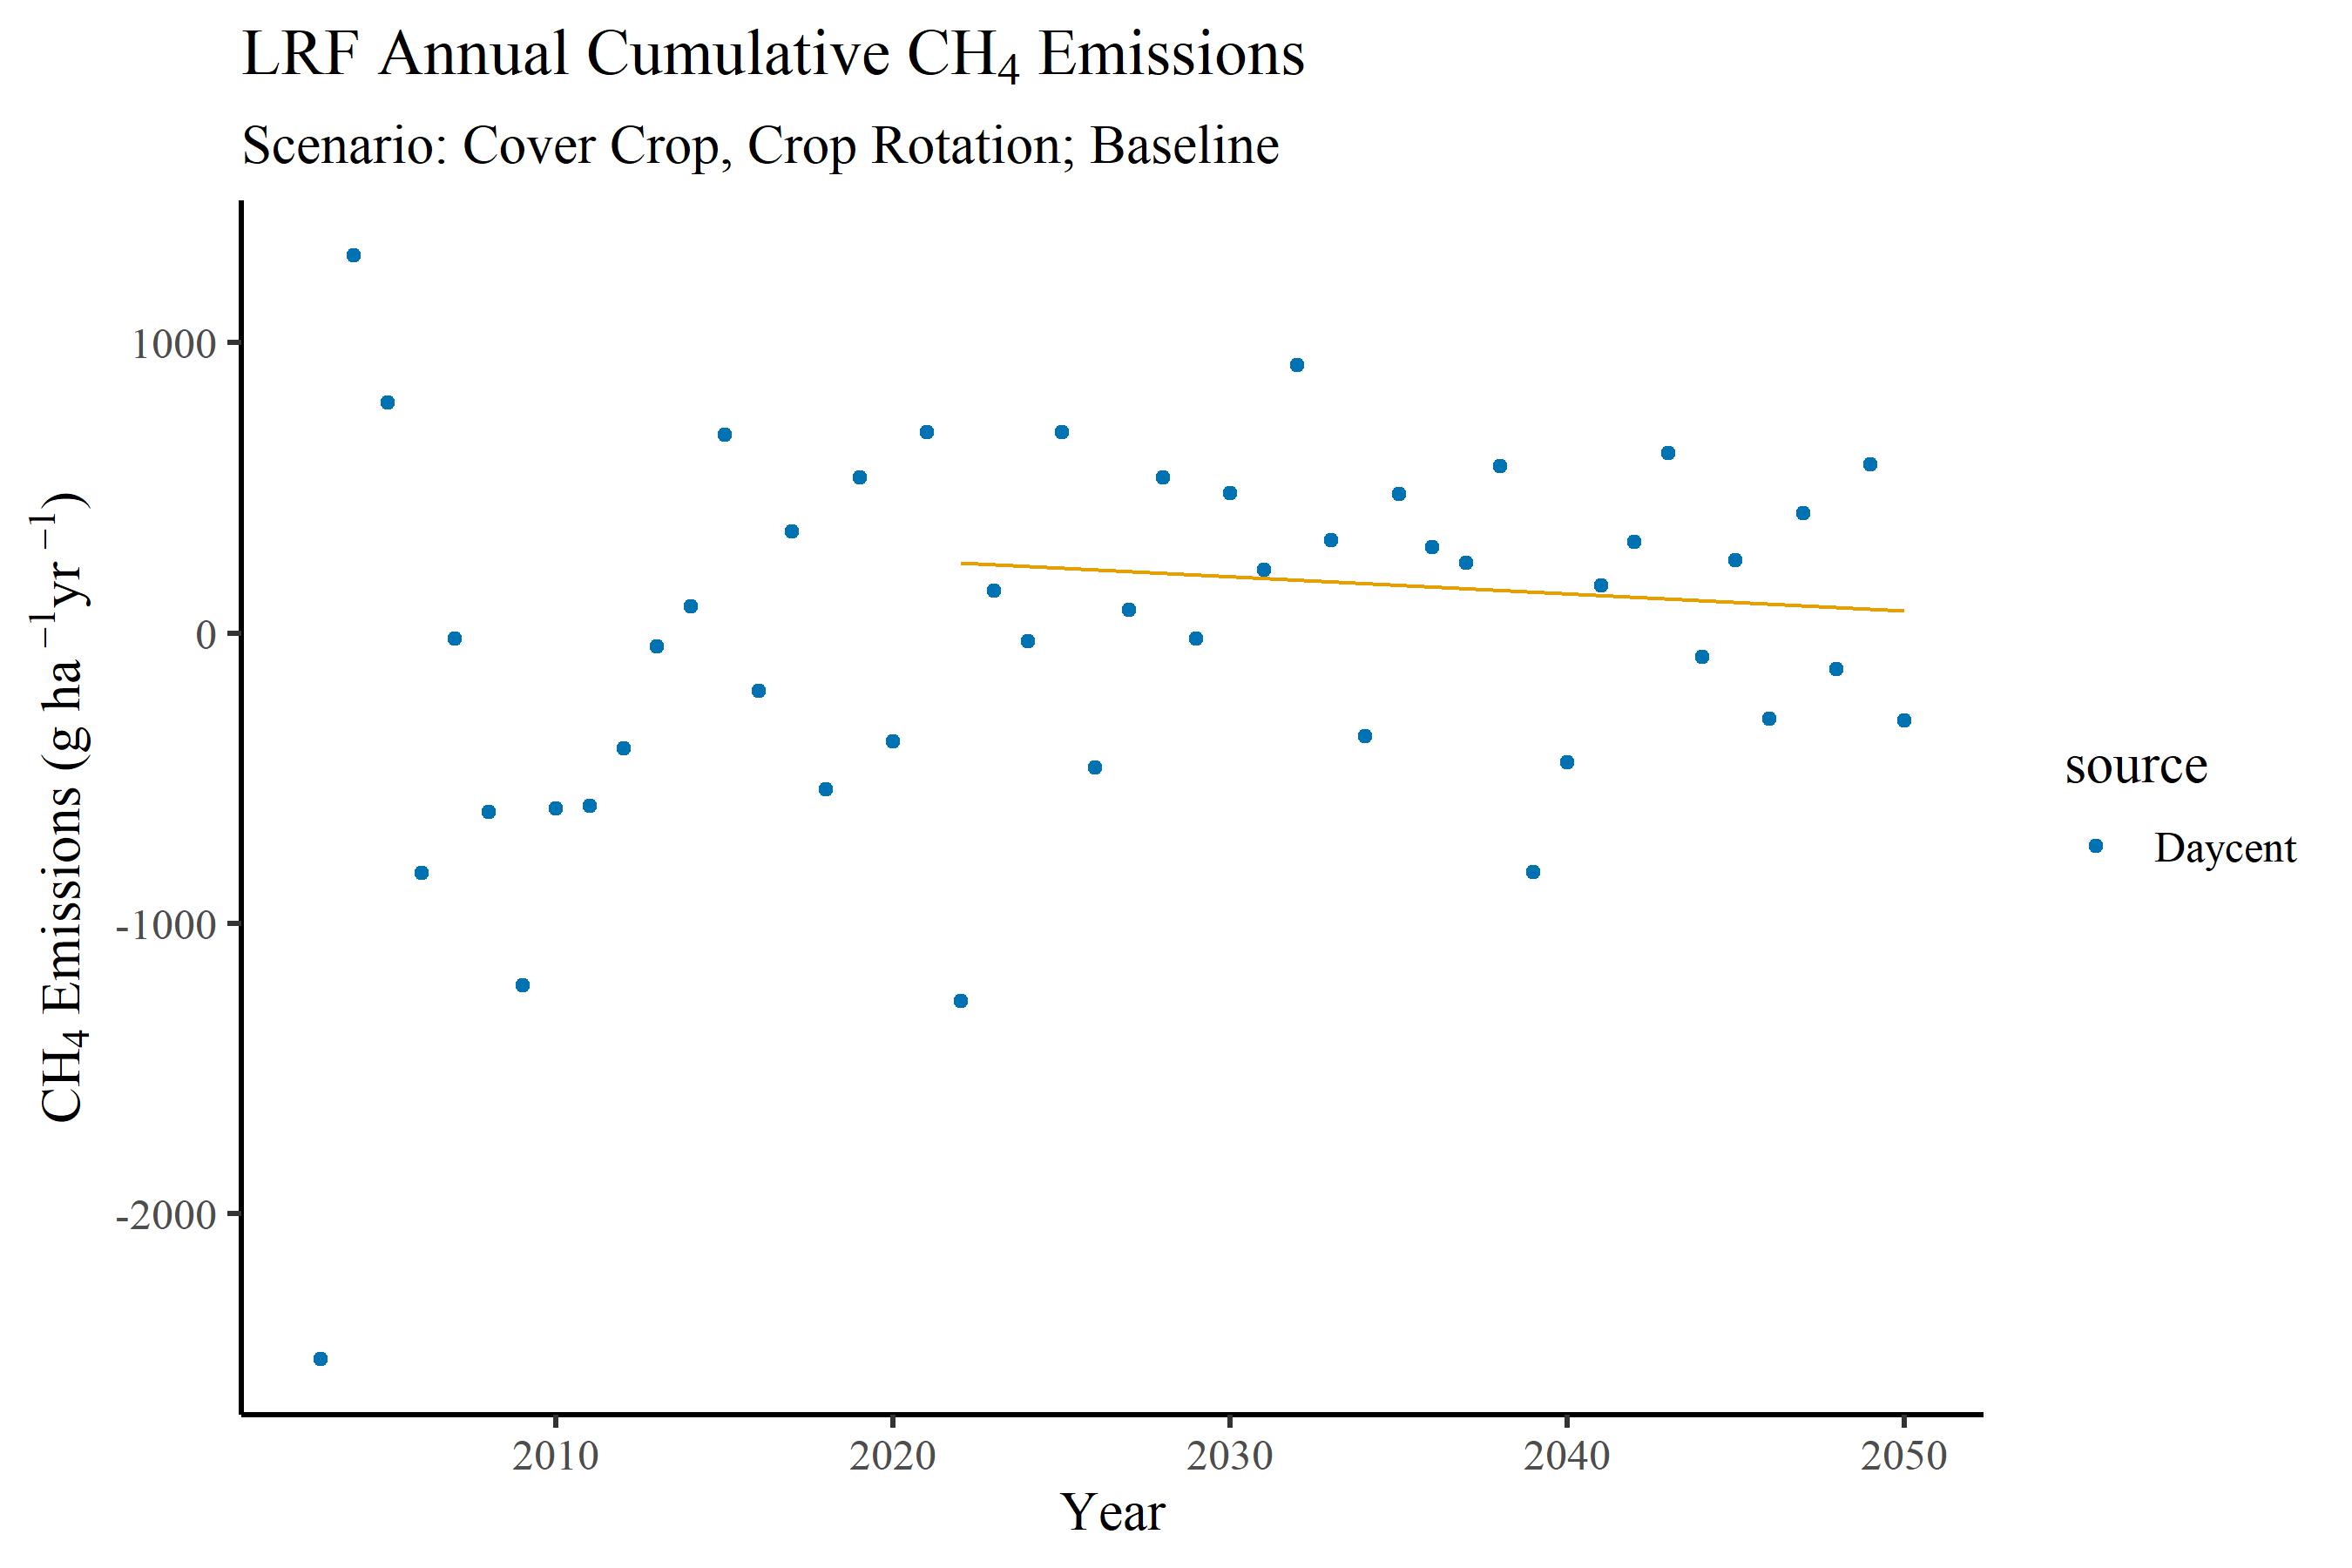 LRF Annual Cumulative CH₄ Emissions
Scenario: Cover Crop, Crop Rotation; Baseline
CH₄ Emissions (g ha ⁻¹yr ⁻¹)
1000
0
-1000
-2000
2010
2020
2030
2040
2050
Year
source
Daycent